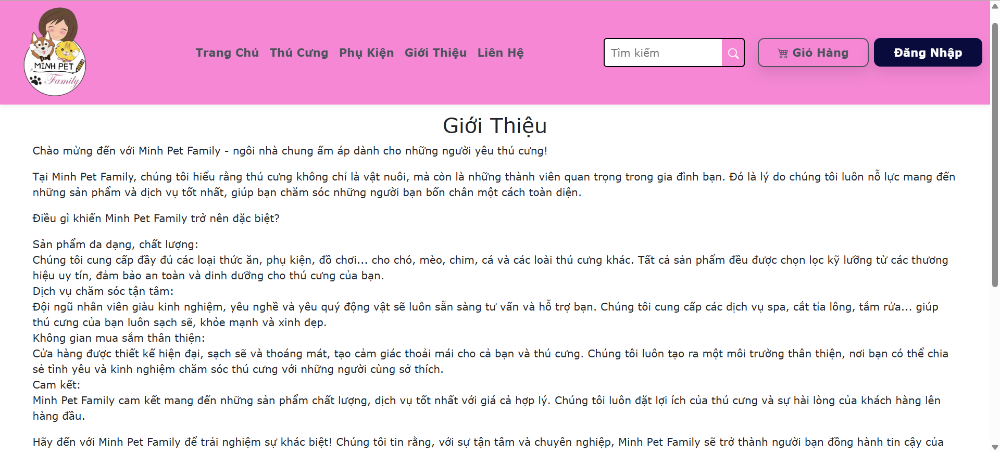 MINH PET
Family
Trang Chủ
Thú Cưng
Phụ Kiện
Giới Thiệu
Liên Hệ
Tìm kiếm
Giỏ Hàng
Đăng Nhập
Giới Thiệu
Chào mừng đến với Minh Pet Family - ngôi nhà chung ấm áp dành cho những người yêu thú cưng!
Tại Minh Pet Family, chúng tôi hiểu rằng thú cưng không chỉ là vật nuôi, mà còn là những thành viên quan trọng trong gia đình bạn. Đó là lý do chúng tôi luôn nỗ lực mang đến
những sản phẩm và dịch vụ tốt nhất, giúp bạn chăm sóc những người bạn bốn chân một cách toàn diện.
Điều gì khiến Minh Pet Family trở nên đặc biệt?
Sản phẩm đa dạng, chất lượng:
Chúng tôi cung cấp đầy đủ các loại thức ăn, phụ kiện, đồ chơi... cho chó, mèo, chim, cá và các loài thú cưng khác. Tất cả sản phẩm đều được chọn lọc kỹ lưỡng từ các thương
hiệu uy tín, đảm bảo an toàn và dinh dưỡng cho thú cưng của bạn.
Dịch vụ chăm sóc tận tâm:
Đội ngũ nhân viên giàu kinh nghiệm, yêu nghề và yêu quý động vật sẽ luôn sẵn sàng tư vấn và hỗ trợ bạn. Chúng tôi cung cấp các dịch vụ spa, cắt tỉa lông, tắm rửa... giúp
thú cưng của bạn luôn sạch sẽ, khỏe mạnh và xinh đẹp.
Không gian mua sắm thân thiện:
Cửa hàng được thiết kế hiện đại, sạch sẽ và thoáng mát, tạo cảm giác thoải mái cho cả bạn và thú cưng. Chúng tôi luôn tạo ra một môi trường thân thiện, nơi bạn có thể chia
sẻ tình yêu và kinh nghiệm chăm sóc thú cưng với những người cùng sở thích.
Cam kết:
Minh Pet Family cam kết mang đến những sản phẩm chất lượng, dịch vụ tốt nhất với giá cả hợp lý. Chúng tôi luôn đặt lợi ích của thú cưng và sự hài lòng của khách hàng lên
hàng đầu.
Hãy đến với Minh Pet Family để trải nghiệm sự khác biệt! Chúng tôi tin rằng, với sự tận tâm và chuyên nghiệp, Minh Pet Family sẽ trở thành người bạn đồng hành tin cậy của